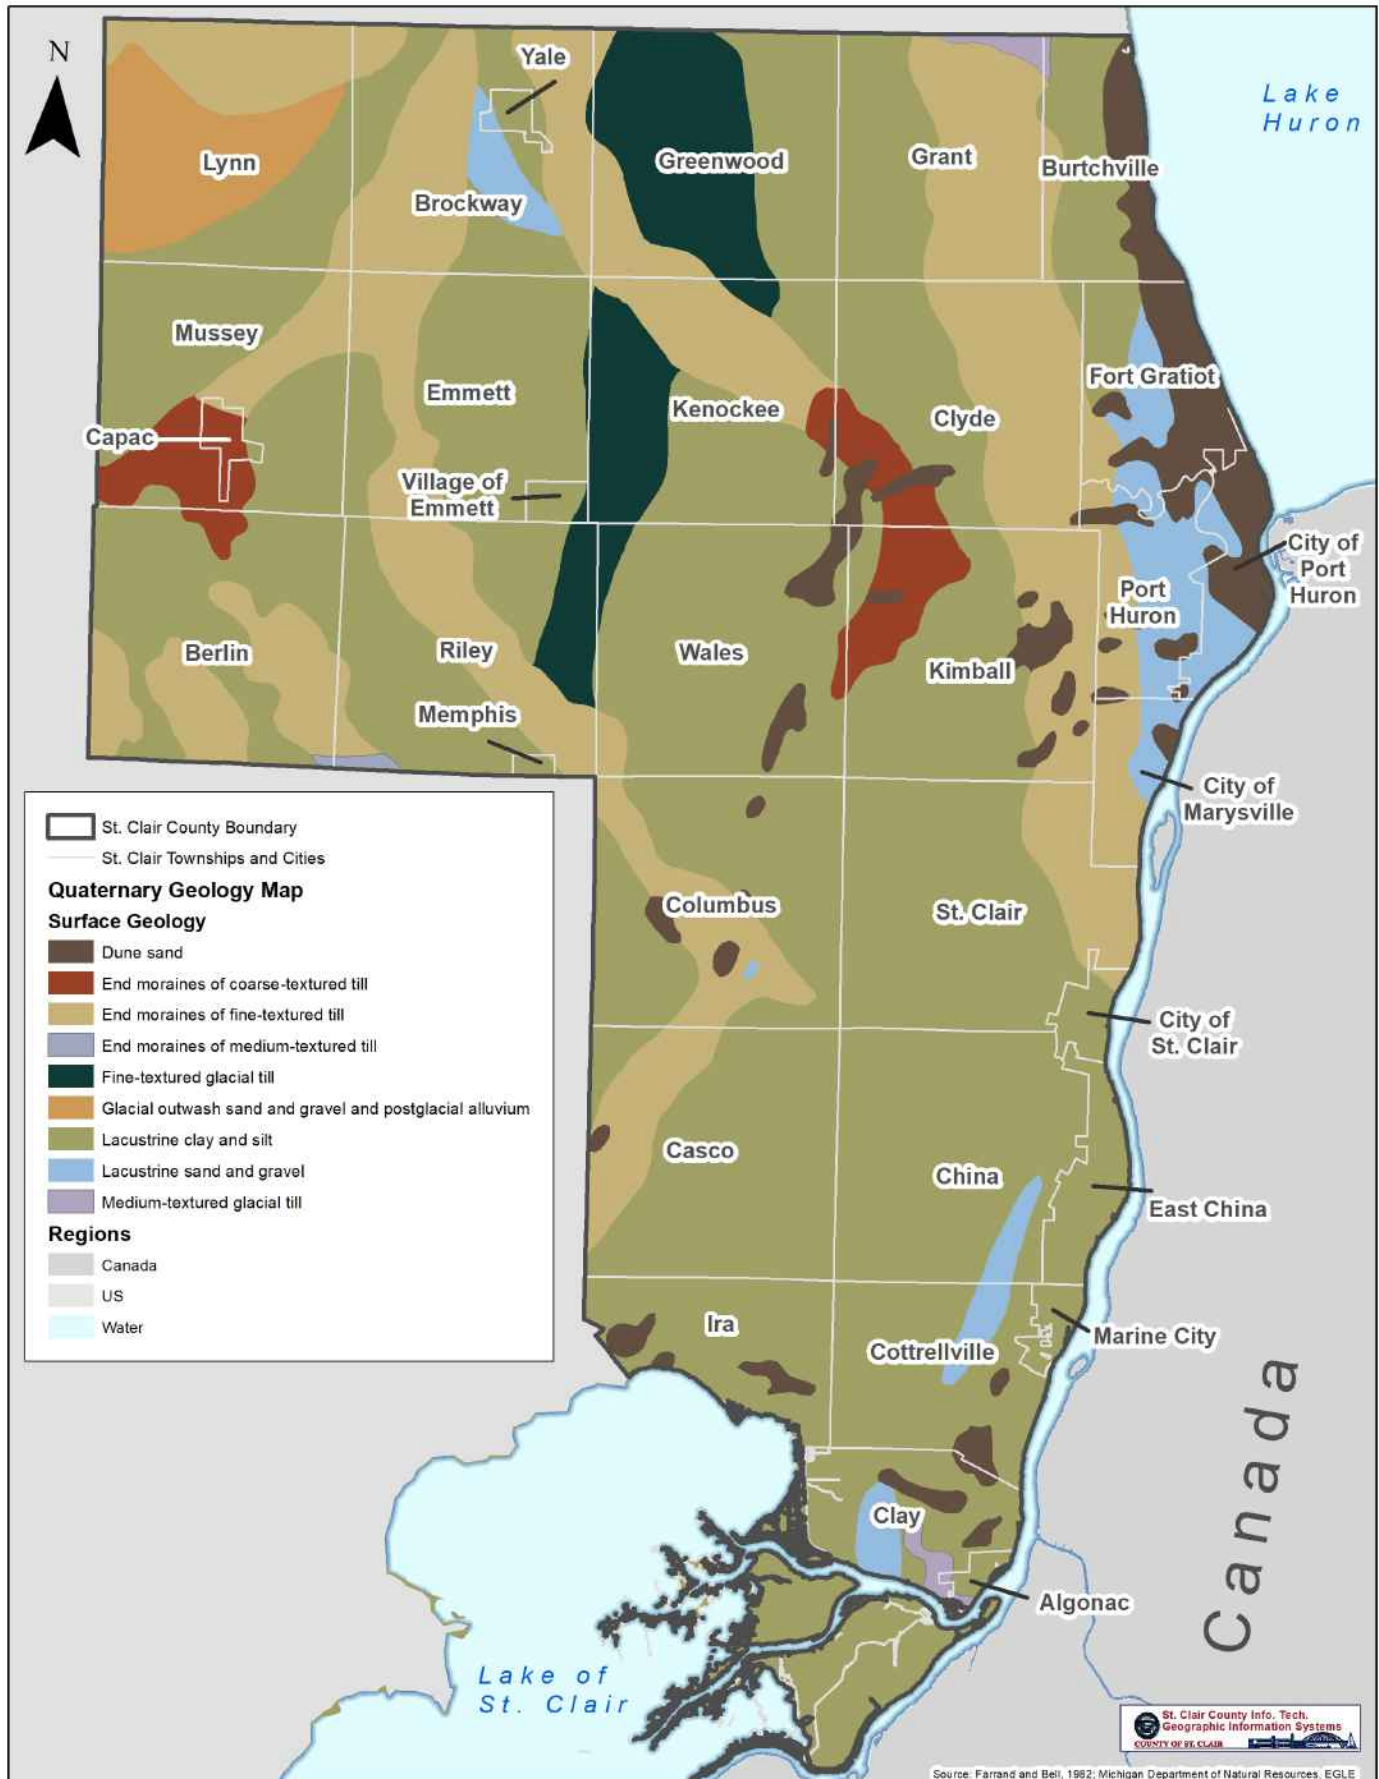 N
Yale
Lake
Huron
Lynn
Greenwood
Grant
Burtchville
Brockway
Mussey
Emmett
Kenockee
Fort Gratiot
Clyde
Capac
Village of
Emmett
City of
Port
Huron
Port
Huron
Berlin
Riley
Wales
Kimball
Memphis
City of
Marysville
St. Clair County Boundary
St. Clair Townships and Cities
Quaternary Geology Map
Surface Geology
Dune sand
End moraines of coarse-textured till
End moraines of fine-textured till
End moraines of medium-textured till
Fine-textured glacial till
Glacial outwash sand and gravel and postglacial alluvium
Lacustrine clay and silt
Lacustrine sand and gravel
Medium-textured glacial till
Regions
Canada
US
Water
Columbus
St. Clair
City of
St. Clair
Casco
China
East China
Ira
Cottrellville
Marine City
Canada
Clay
Algonac
Lake of
St. Clair
St. Clair County Info. Tech.
Geographic Information Systems
COUNTY OF ST. CLAIR
Source: Farrand and Bell, 1982; Michigan Department of Natural Resources, EGLE